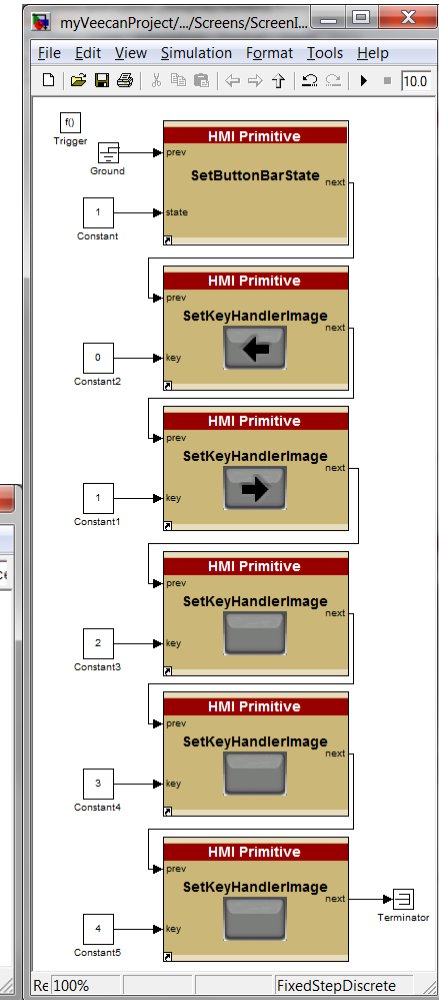 myVeecanProject/.../Screens/ScreenI...
File Edit View Simulation Format Tools Help
10.0
f()
Trigger
Ground
HMI Primitive
prev
SetButtonBarState
next
1
state
Constant
HMI Primitive
prev
SetKeyHandlerImage
next
0
key
Constant2
HMI Primitive
prev
SetKeyHandlerImage
next
1
key
Constant1
HMI Primitive
prev
SetKeyHandlerImage
next
2
key
Constant3
HMI Primitive
prev
SetKeyHandlerImage
next
3
key
Constant4
HMI Primitive
prev
SetKeyHandlerImage
next
Terminator
4
key
Constant5
Re 100% FixedStepDiscrete